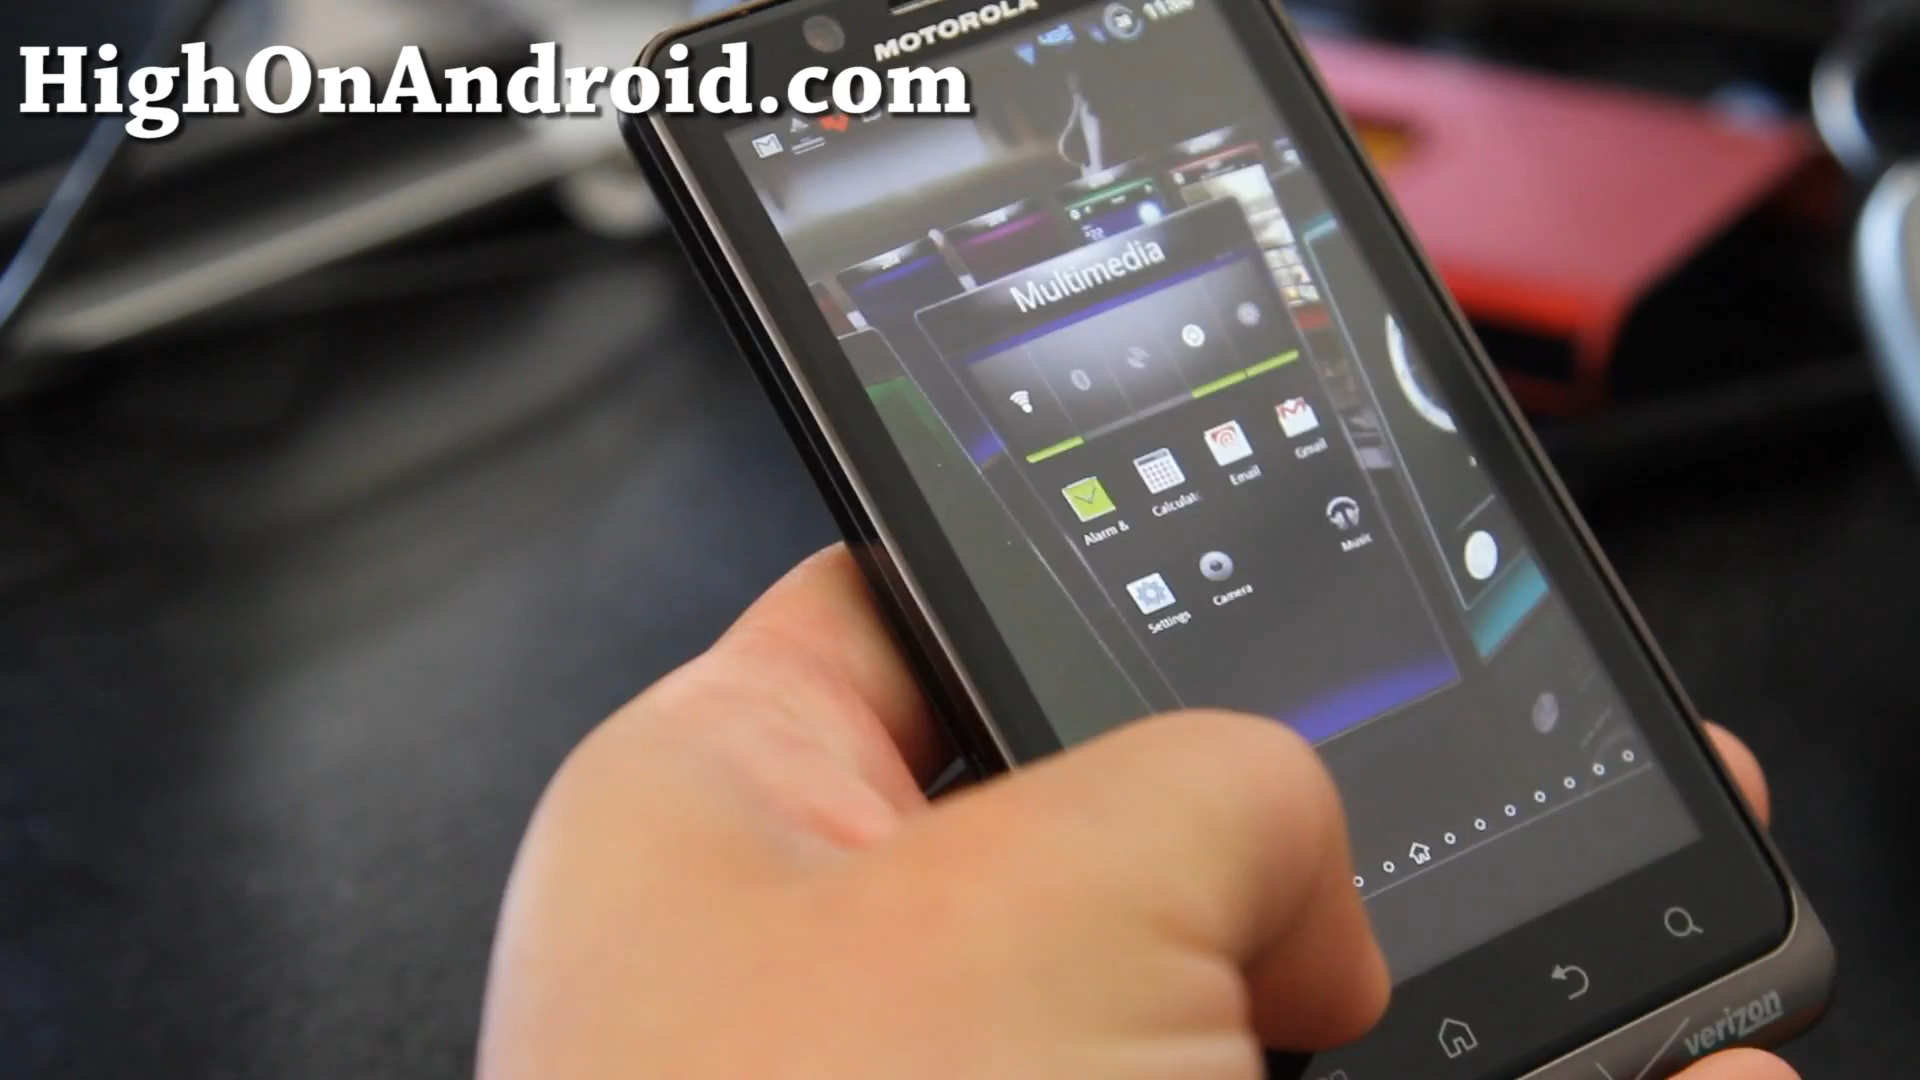 HighOnAndroid.com
MOTOROLA
Multimedia
Alarm &
Calculat
Email
Gmail
Settings
Camera
Music
verizon